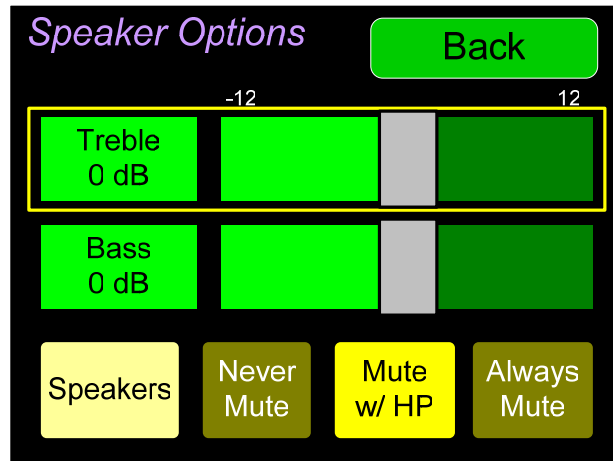 Speaker Options
Back
-12
12
Treble
0 dB
Bass
0 dB
Speakers
Never
Mute
Mute
w/ HP
Always
Mute